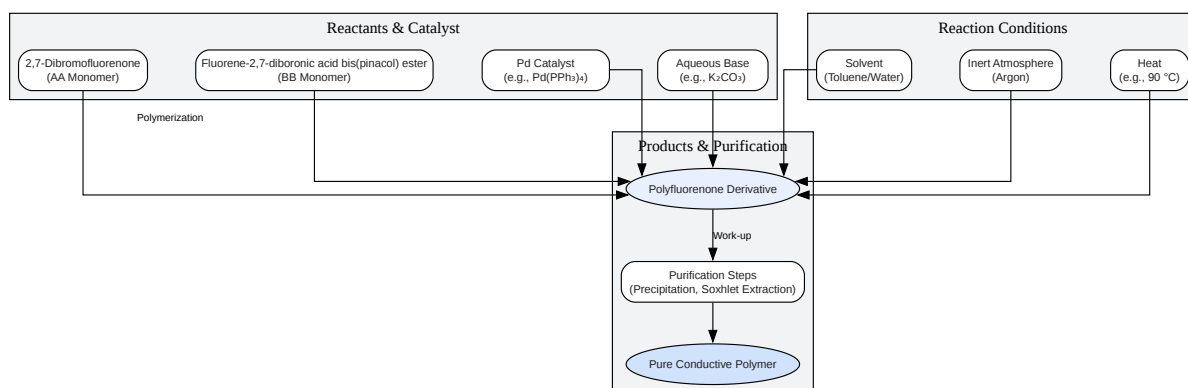 Reactants & Catalyst
2,7-Dibromofluorenone
(AA Monomer)
Fluorene-2,7-diboronic acid bis(pinacol) ester
(BB Monomer)
Pd Catalyst
(e.g., Pd(PPh₃)₄)
Aqueous Base
(e.g., K₂CO₃)
Reaction Conditions
Solvent
(Toluene/Water)
Inert Atmosphere
(Argon)
Heat
(e.g., 90 °C)
Polymerization
Products & Purification
Polyfluorenone Derivative
Work-up
Purification Steps
(Precipitation, Soxhlet Extraction)
Pure Conductive Polymer